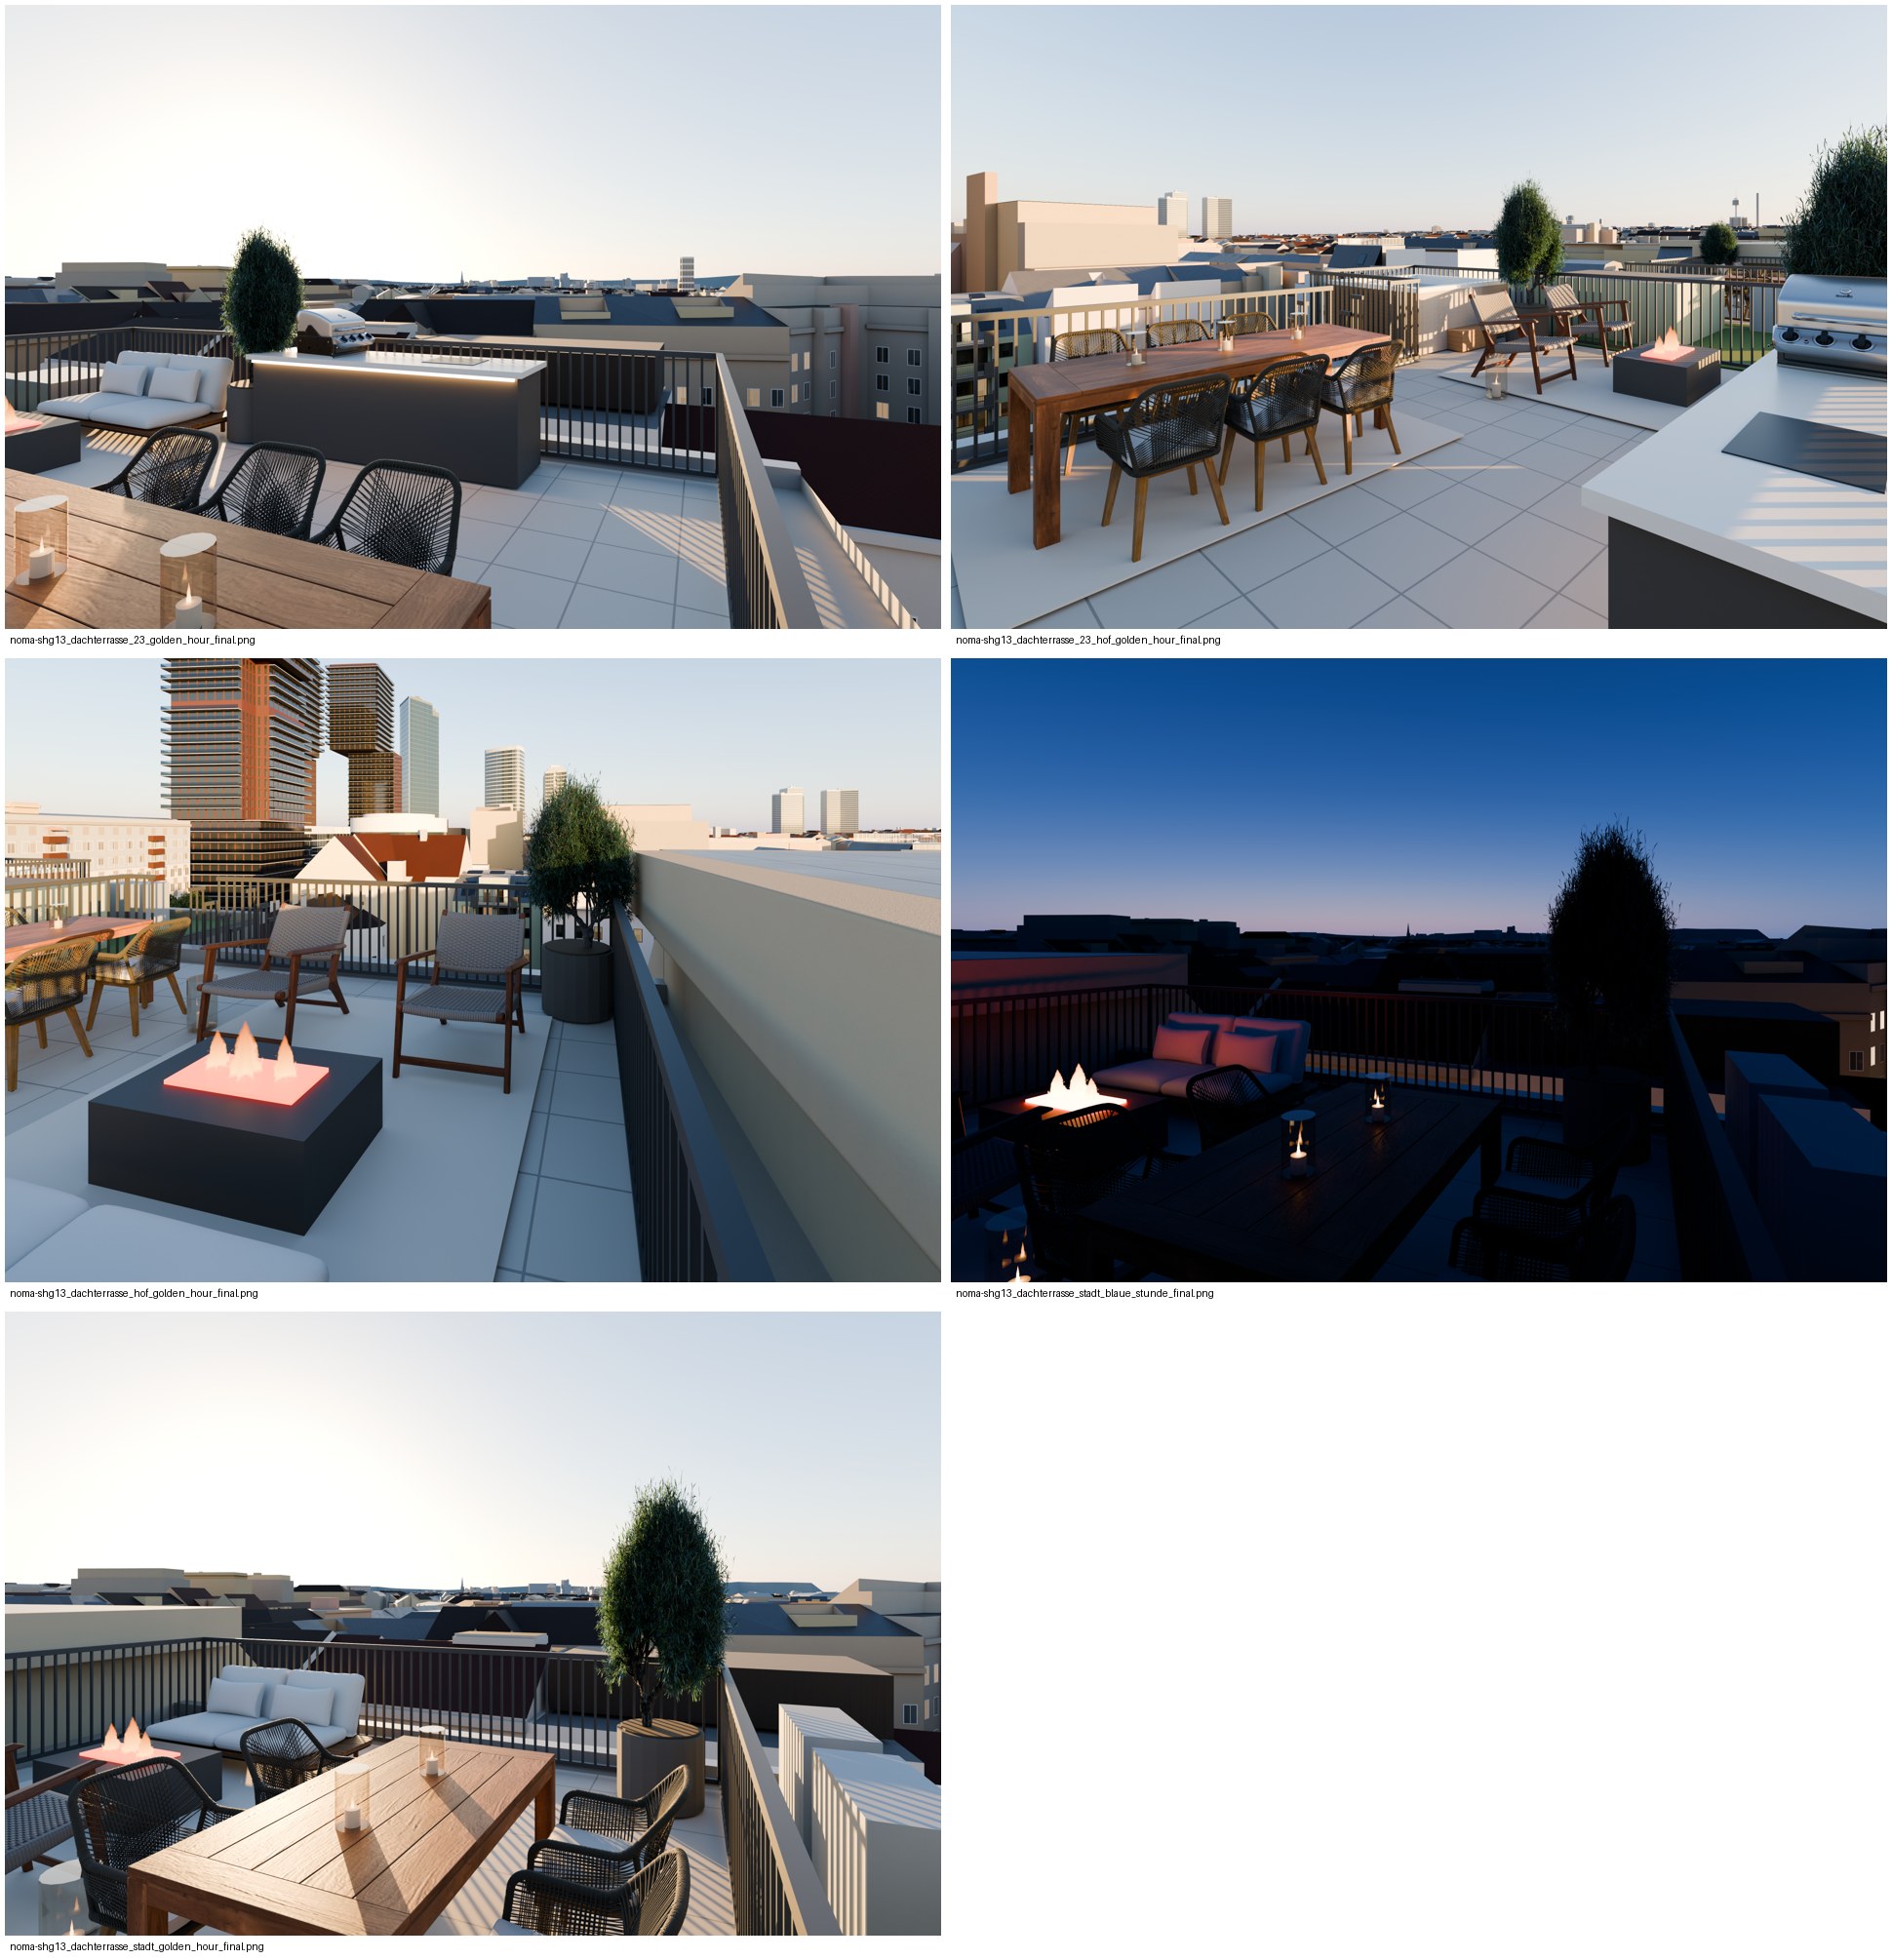 noma-shg13_dachterrasse_23_golden_hour_final.png
noma-shg13_dachterrasse_23_hof_golden_hour_final.png
noma-shg13_dachterrasse_hof_golden_hour_final.png
noma-shg13_dachterrasse_stadt_blaue_stunde_final.png
noma-shg13_dachterrasse_stadt_golden_hour_final.png